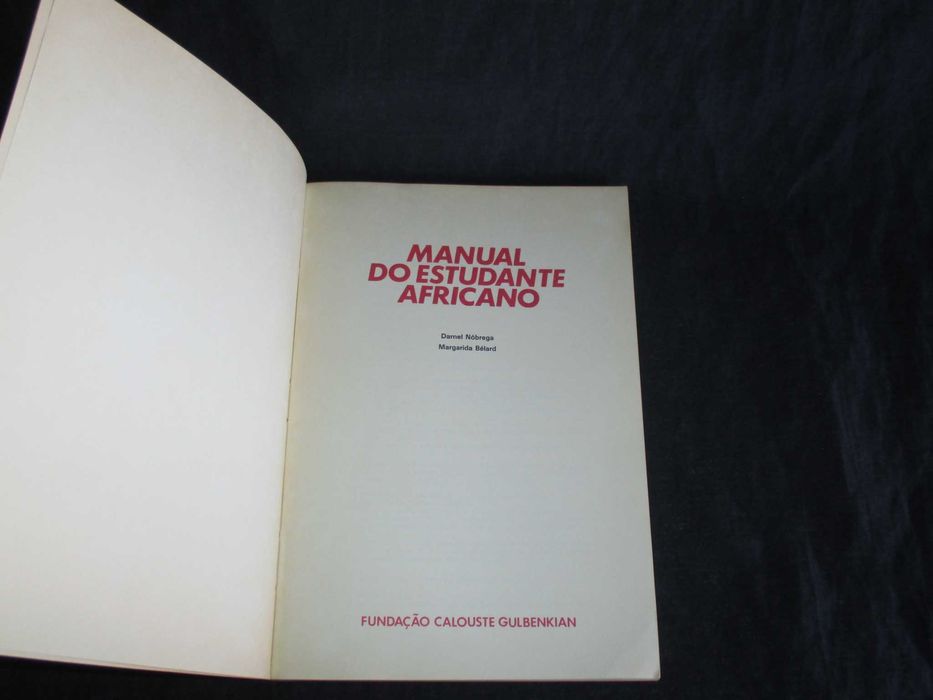 MANUAL
DO ESTUDANTE
AFRICANO
Daniel Nóbrega
Margarida Bélard
FUNDAÇÃO CALOUSTE GULBENKIAN